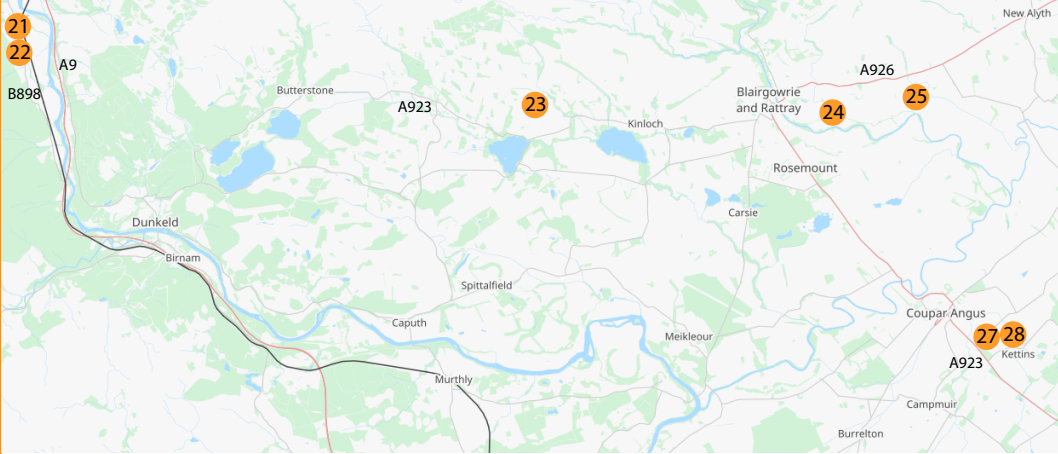 New Alyth
21
22
A9
A926
B898
Butterstone
A923
23
Blairgowrie
and Rattray
24
25
Kinloch
Rosemount
Dunkeld
Carsie
Birnam
Spittalfield
Coupar Angus
Caputh
Meikleour
27
28
Kettins
A923
Murthly
Campmuir
Burrelton